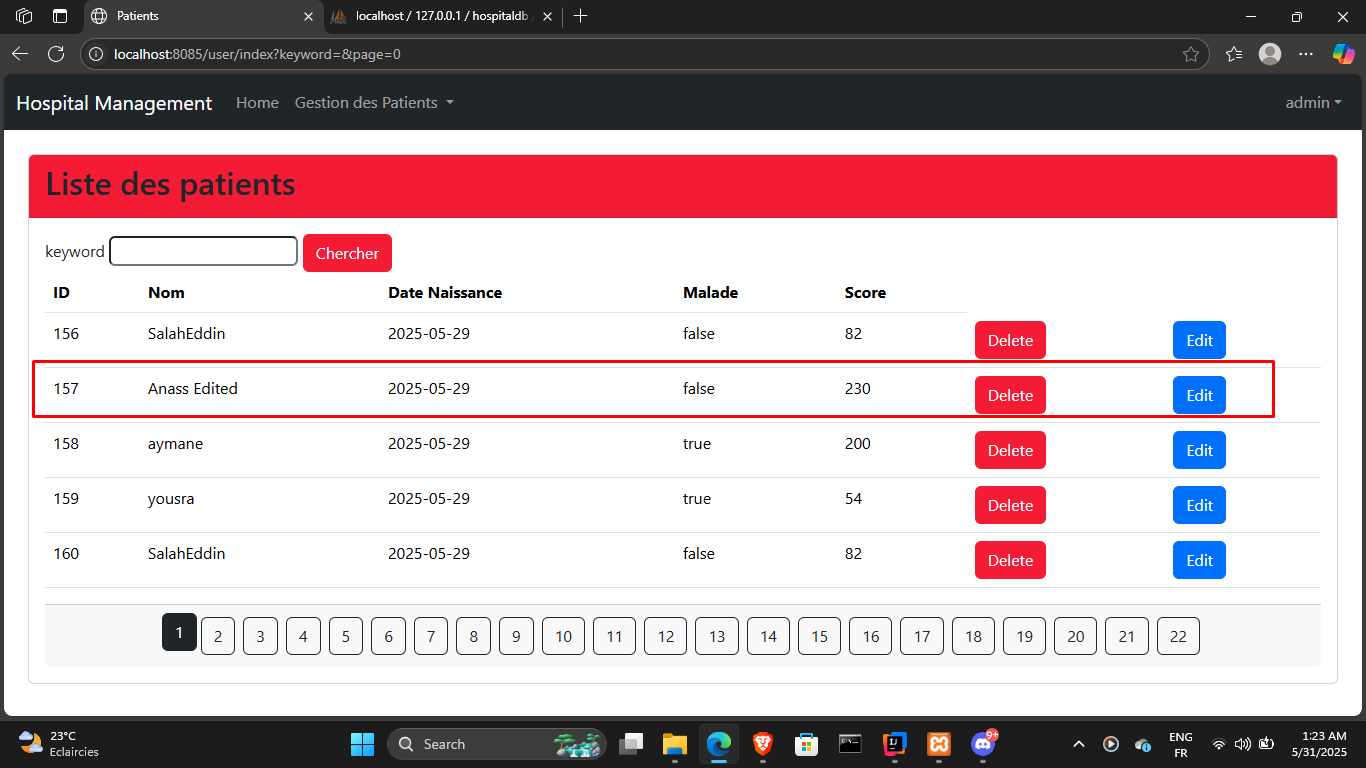 Patients
localhost / 127.0.0.1 / hospitaldb
localhost:8085/user/index?keyword=&page=0
Hospital Management Home Gestion des Patients admin
Liste des patients
keyword Chercher
ID Nom Date Naissance Malade Score
156 SalahEddin 2025-05-29 false 82 Delete Edit
157 Anass Edited 2025-05-29 false 230 Delete Edit
158 aymane 2025-05-29 true 200 Delete Edit
159 yousra 2025-05-29 true 54 Delete Edit
160 SalahEddin 2025-05-29 false 82 Delete Edit
1 2 3 4 5 6 7 8 9 10 11 12 13 14 15 16 17 18 19 20 21 22
23°C
Eclaircies
Search
9+
ENG
FR
1:23 AM
5/31/2025